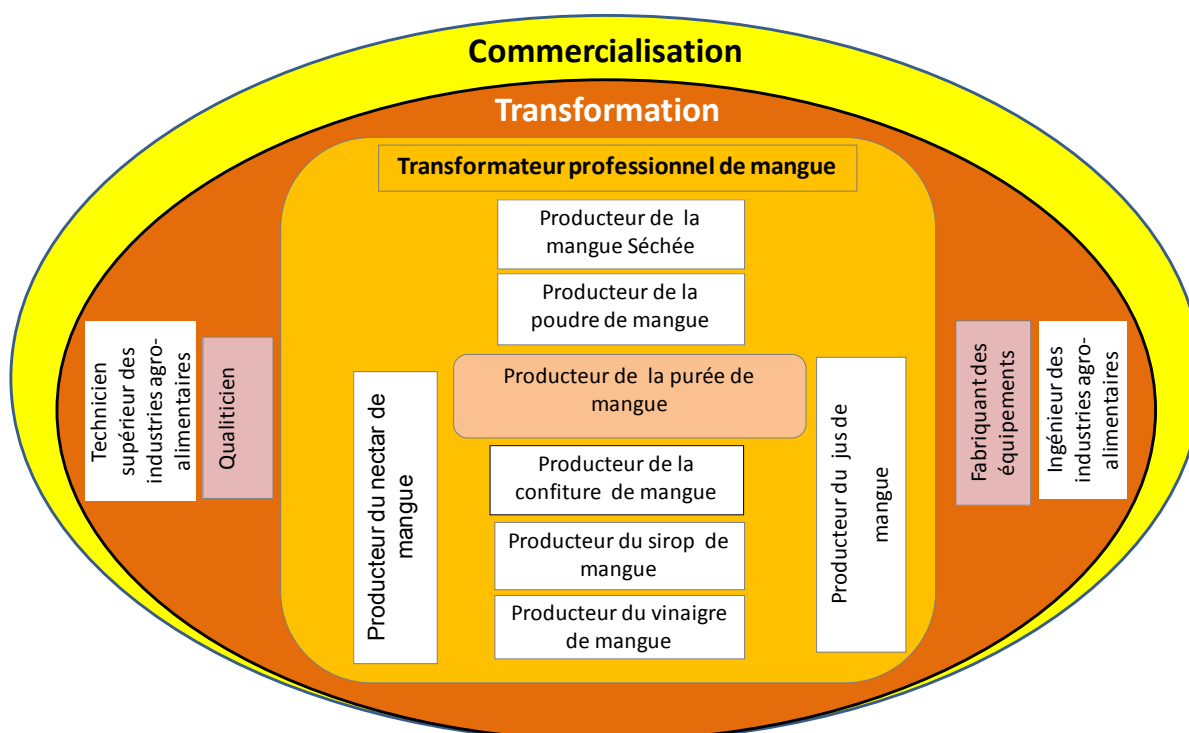 Commercialisation
Transformation
Transformateur professionnel de mangue
Producteur de la
mangue Séchée
Producteur de la
poudre de mangue
Producteur de la purée de
mangue
Producteur de la
confiture de mangue
Producteur du sirop de
mangue
Producteur du vinaigre
de mangue
Technicien
supérieur des
industries agro-
alimentaires
Qualiticien
Producteur du nectar de
mangue
Producteur du jus de
mangue
Fabriquant des
équipements
Ingénieur des
industries agro-
alimentaires